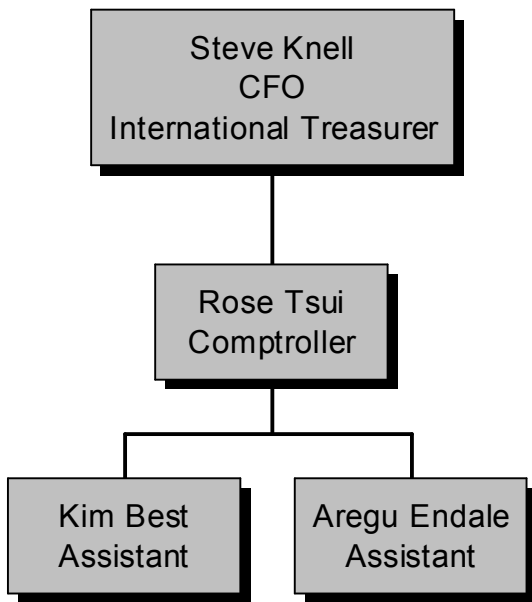 Steve Knell
CFO
International Treasurer
Rose Tsui
Comptroller
Kim Best
Assistant
Aregu Endale
Assistant